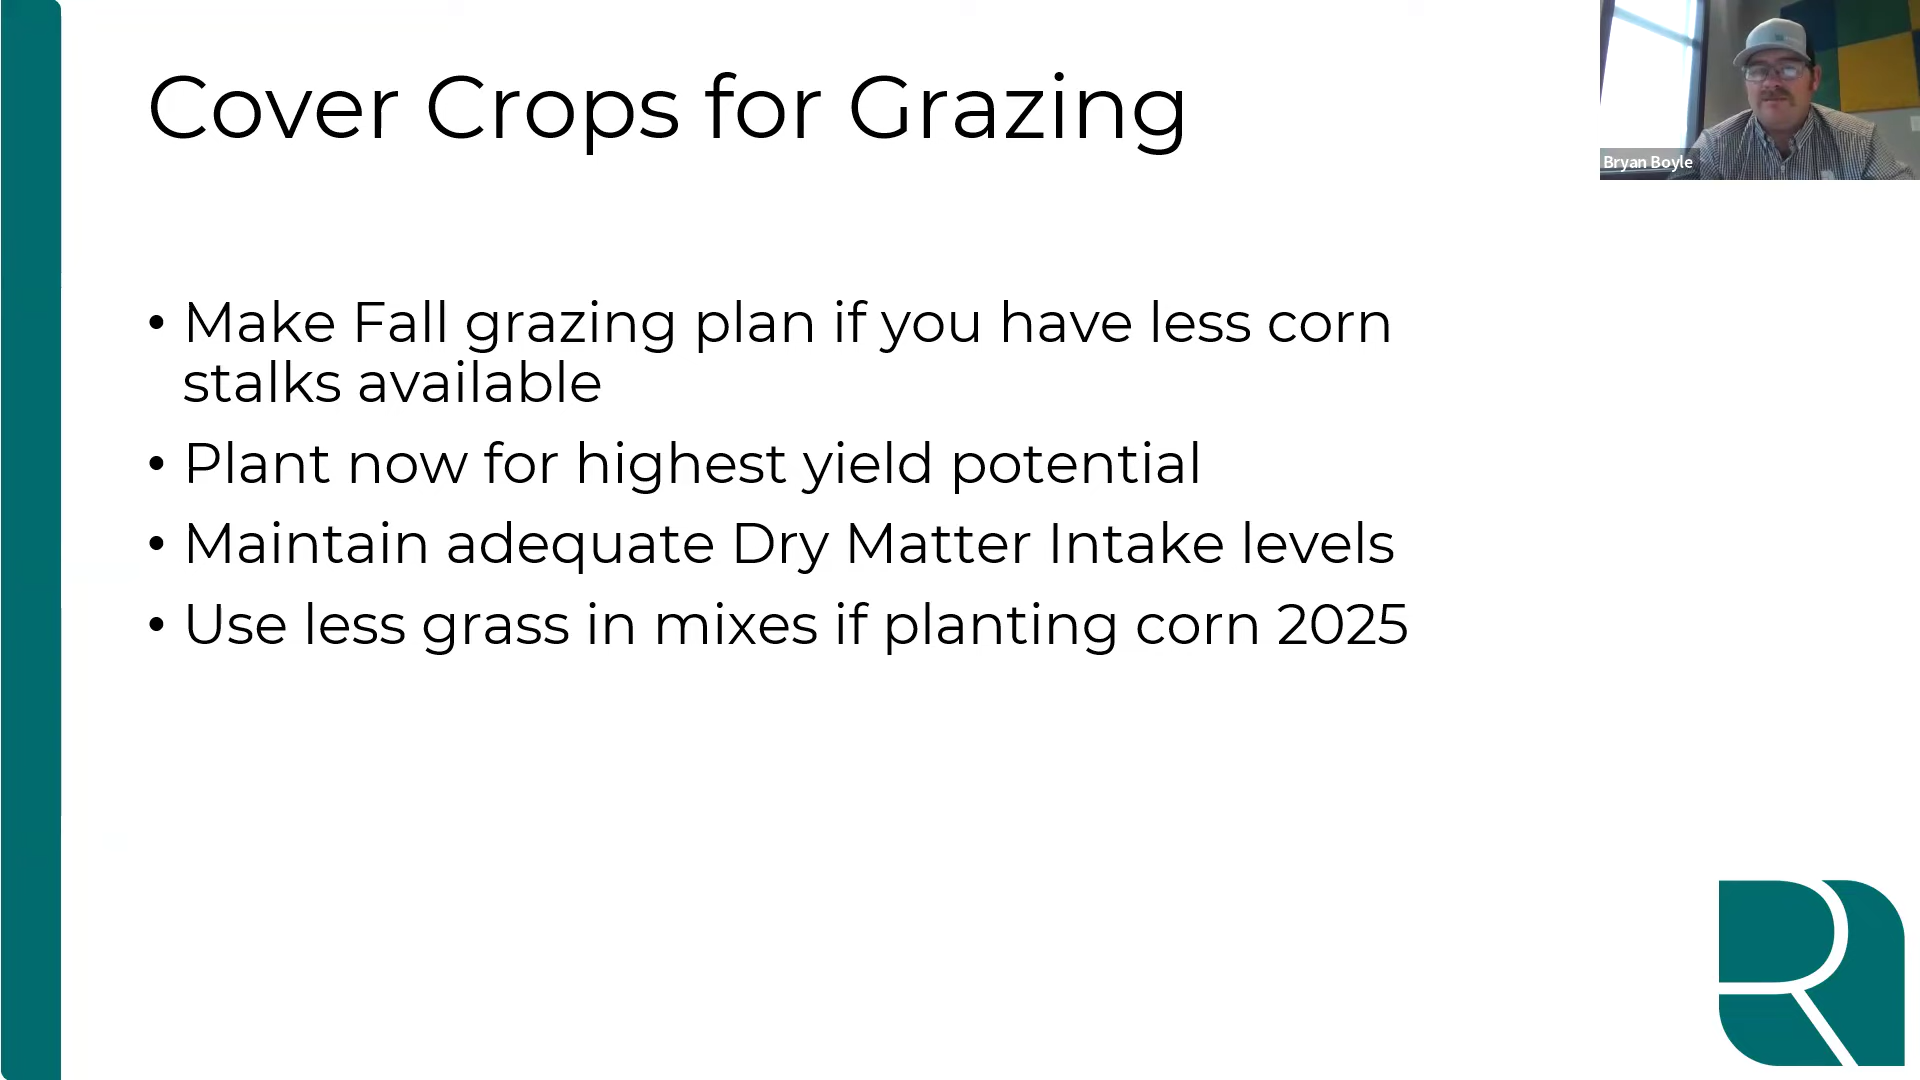 Cover Crops for Grazing
Bryan Boyle
• Make Fall grazing plan if you have less corn
stalks available
• Plant now for highest yield potential
• Maintain adequate Dry Matter Intake levels
• Use less grass in mixes if planting corn 2025